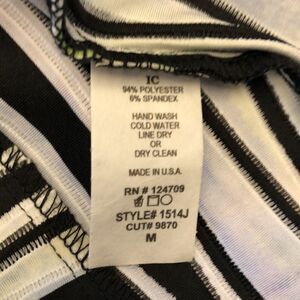 IC
94% POLYESTER
6% SPANDEX
HAND WASH
COLD WATER
LINE DRY
OR
DRY CLEAN
MADE IN U.S.A.
RN # 124709
STYLE# 1514J
CUT# 9870
M